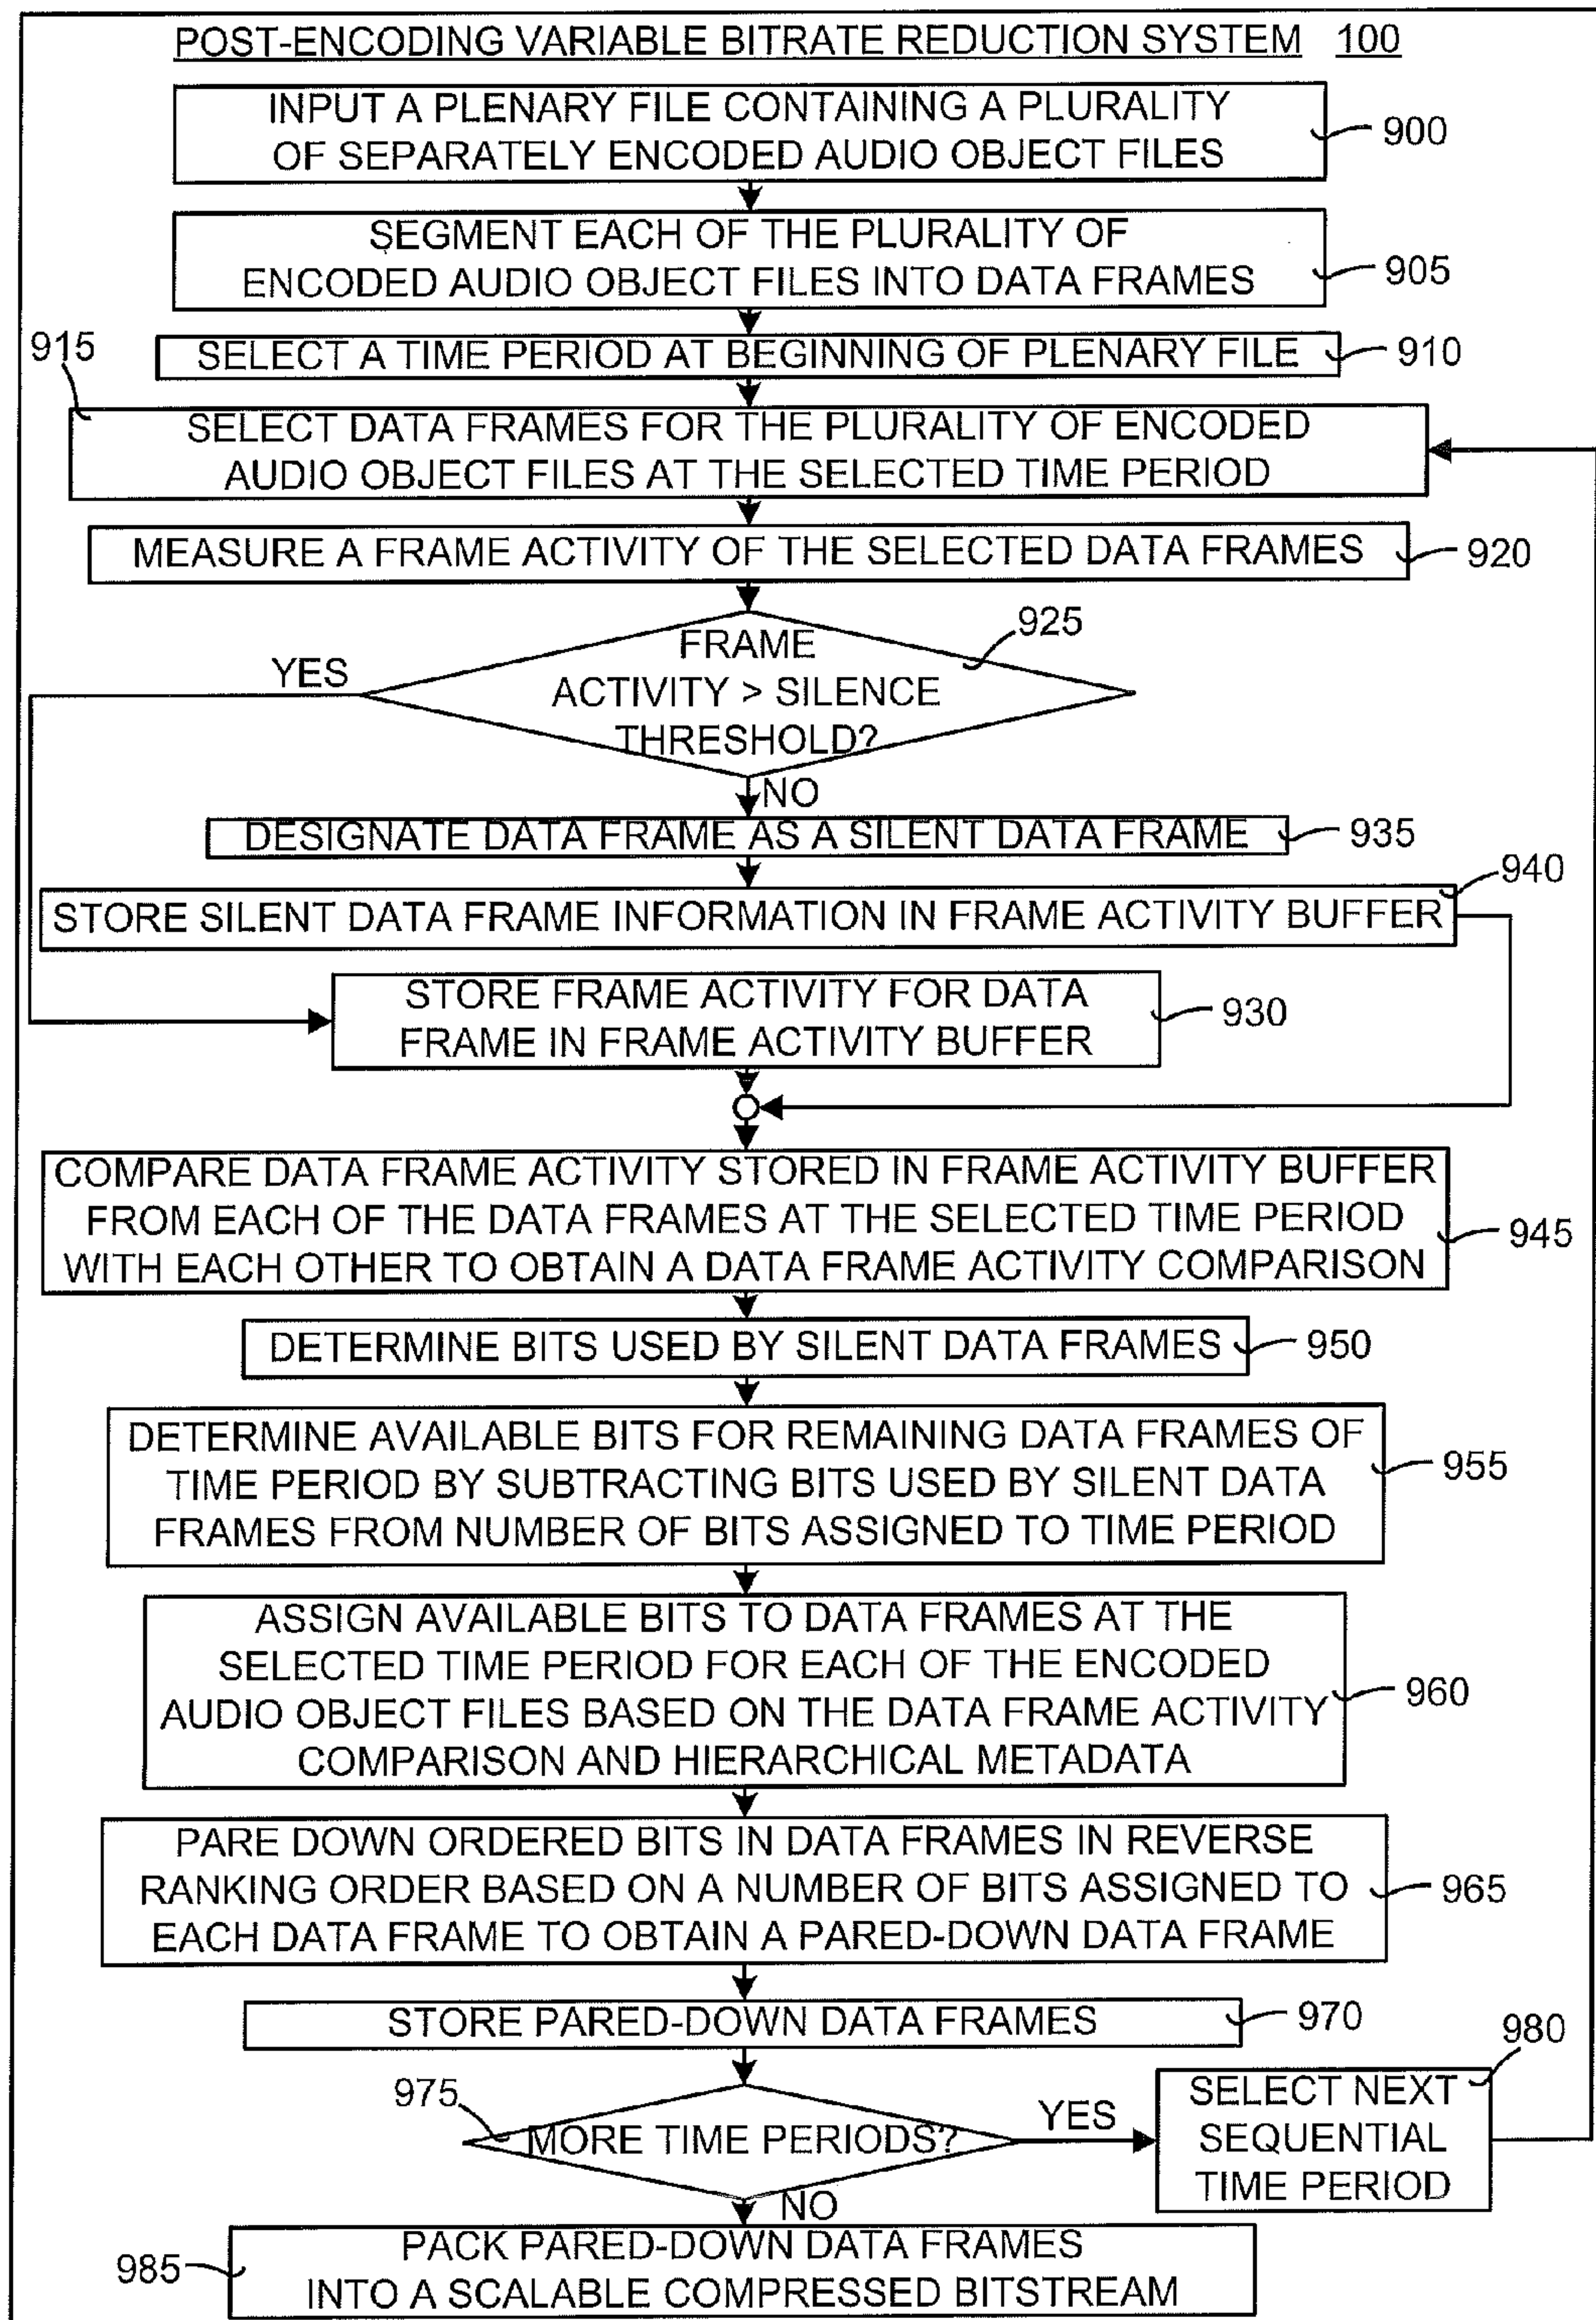 POST-ENCODING VARIABLE BITRATE REDUCTION SYSTEM 100
INPUT A PLENARY FILE CONTAINING A PLURALITY
OF SEPARATELY ENCODED AUDIO OBJECT FILES
900
SEGMENT EACH OF THE PLURALITY OF
ENCODED AUDIO OBJECT FILES INTO DATA FRAMES
905
SELECT A TIME PERIOD AT BEGINNING OF PLENARY FILE
910
915
SELECT DATA FRAMES FOR THE PLURALITY OF ENCODED
AUDIO OBJECT FILES AT THE SELECTED TIME PERIOD
MEASURE A FRAME ACTIVITY OF THE SELECTED DATA FRAMES
920
925
FRAME
ACTIVITY > SILENCE
THRESHOLD?
YES
NO
DESIGNATE DATA FRAME AS A SILENT DATA FRAME
935
STORE SILENT DATA FRAME INFORMATION IN FRAME ACTIVITY BUFFER
940
STORE FRAME ACTIVITY FOR DATA
FRAME IN FRAME ACTIVITY BUFFER
930
COMPARE DATA FRAME ACTIVITY STORED IN FRAME ACTIVITY BUFFER
FROM EACH OF THE DATA FRAMES AT THE SELECTED TIME PERIOD
WITH EACH OTHER TO OBTAIN A DATA FRAME ACTIVITY COMPARISON
945
DETERMINE BITS USED BY SILENT DATA FRAMES
950
DETERMINE AVAILABLE BITS FOR REMAINING DATA FRAMES OF
TIME PERIOD BY SUBTRACTING BITS USED BY SILENT DATA
FRAMES FROM NUMBER OF BITS ASSIGNED TO TIME PERIOD
955
ASSIGN AVAILABLE BITS TO DATA FRAMES AT THE
SELECTED TIME PERIOD FOR EACH OF THE ENCODED
AUDIO OBJECT FILES BASED ON THE DATA FRAME ACTIVITY
COMPARISON AND HIERARCHICAL METADATA
960
PARE DOWN ORDERED BITS IN DATA FRAMES IN REVERSE
RANKING ORDER BASED ON A NUMBER OF BITS ASSIGNED TO
EACH DATA FRAME TO OBTAIN A PARED-DOWN DATA FRAME
965
STORE PARED-DOWN DATA FRAMES
970
975
MORE TIME PERIODS?
YES
980
SELECT NEXT
SEQUENTIAL
TIME PERIOD
NO
985
PACK PARED-DOWN DATA FRAMES
INTO A SCALABLE COMPRESSED BITSTREAM